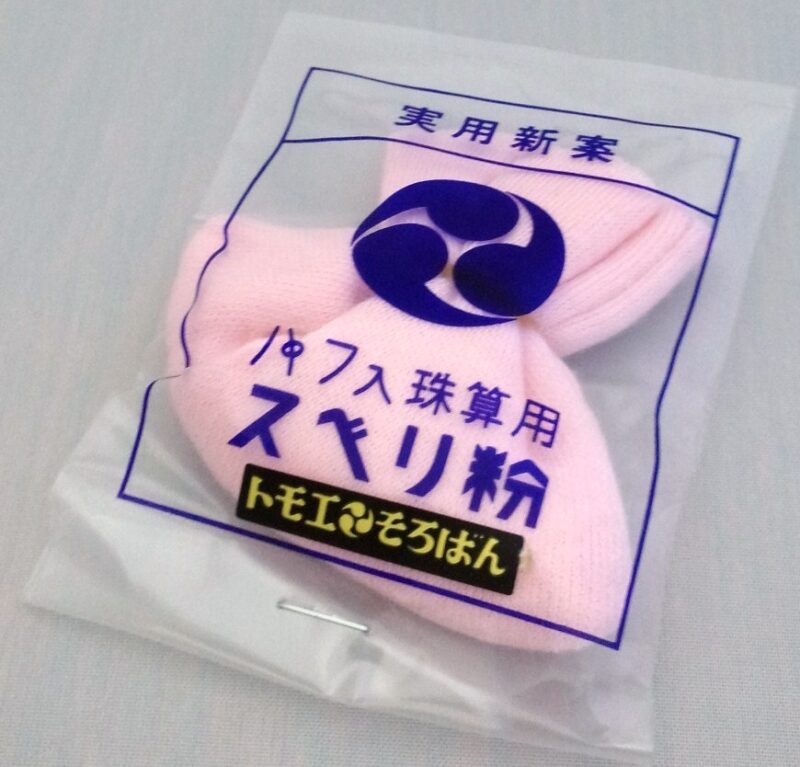 実用新案
パフ入珠算用
スベリ粉
トモエそろばん